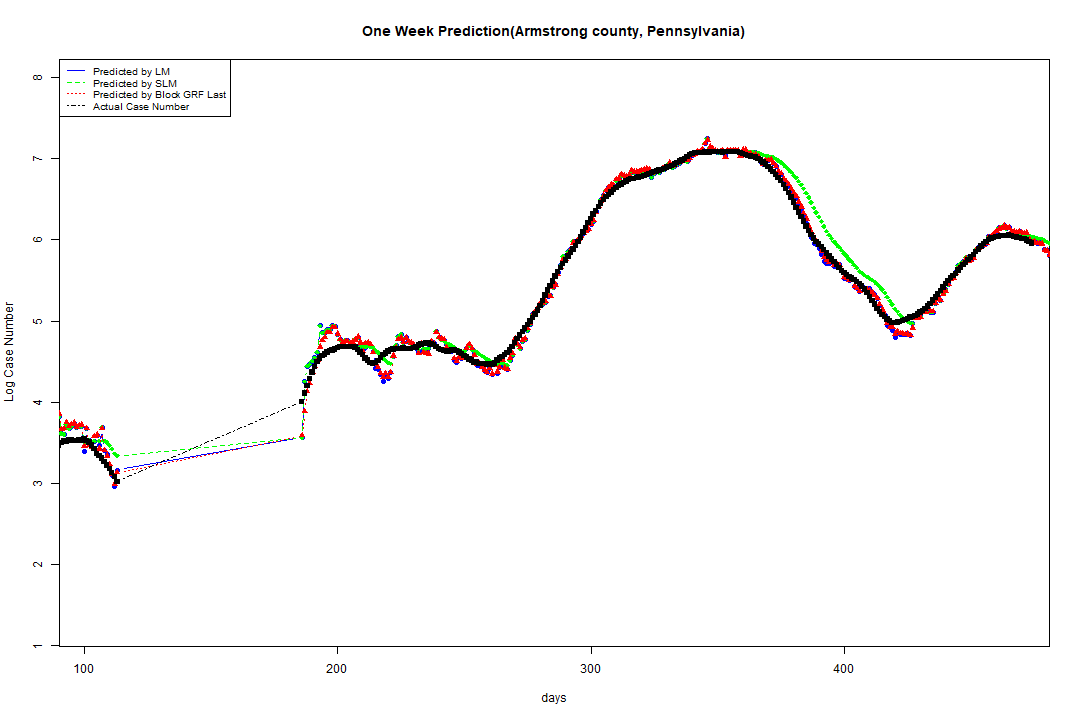 One Week Prediction(Armstrong county, Pennsylvania)
Predicted by LM
Predicted by SLM
Predicted by Block GRF Last
Actual Case Number
8
7
6
5
4
3
2
1
Log Case Number
100 200 300 400
days